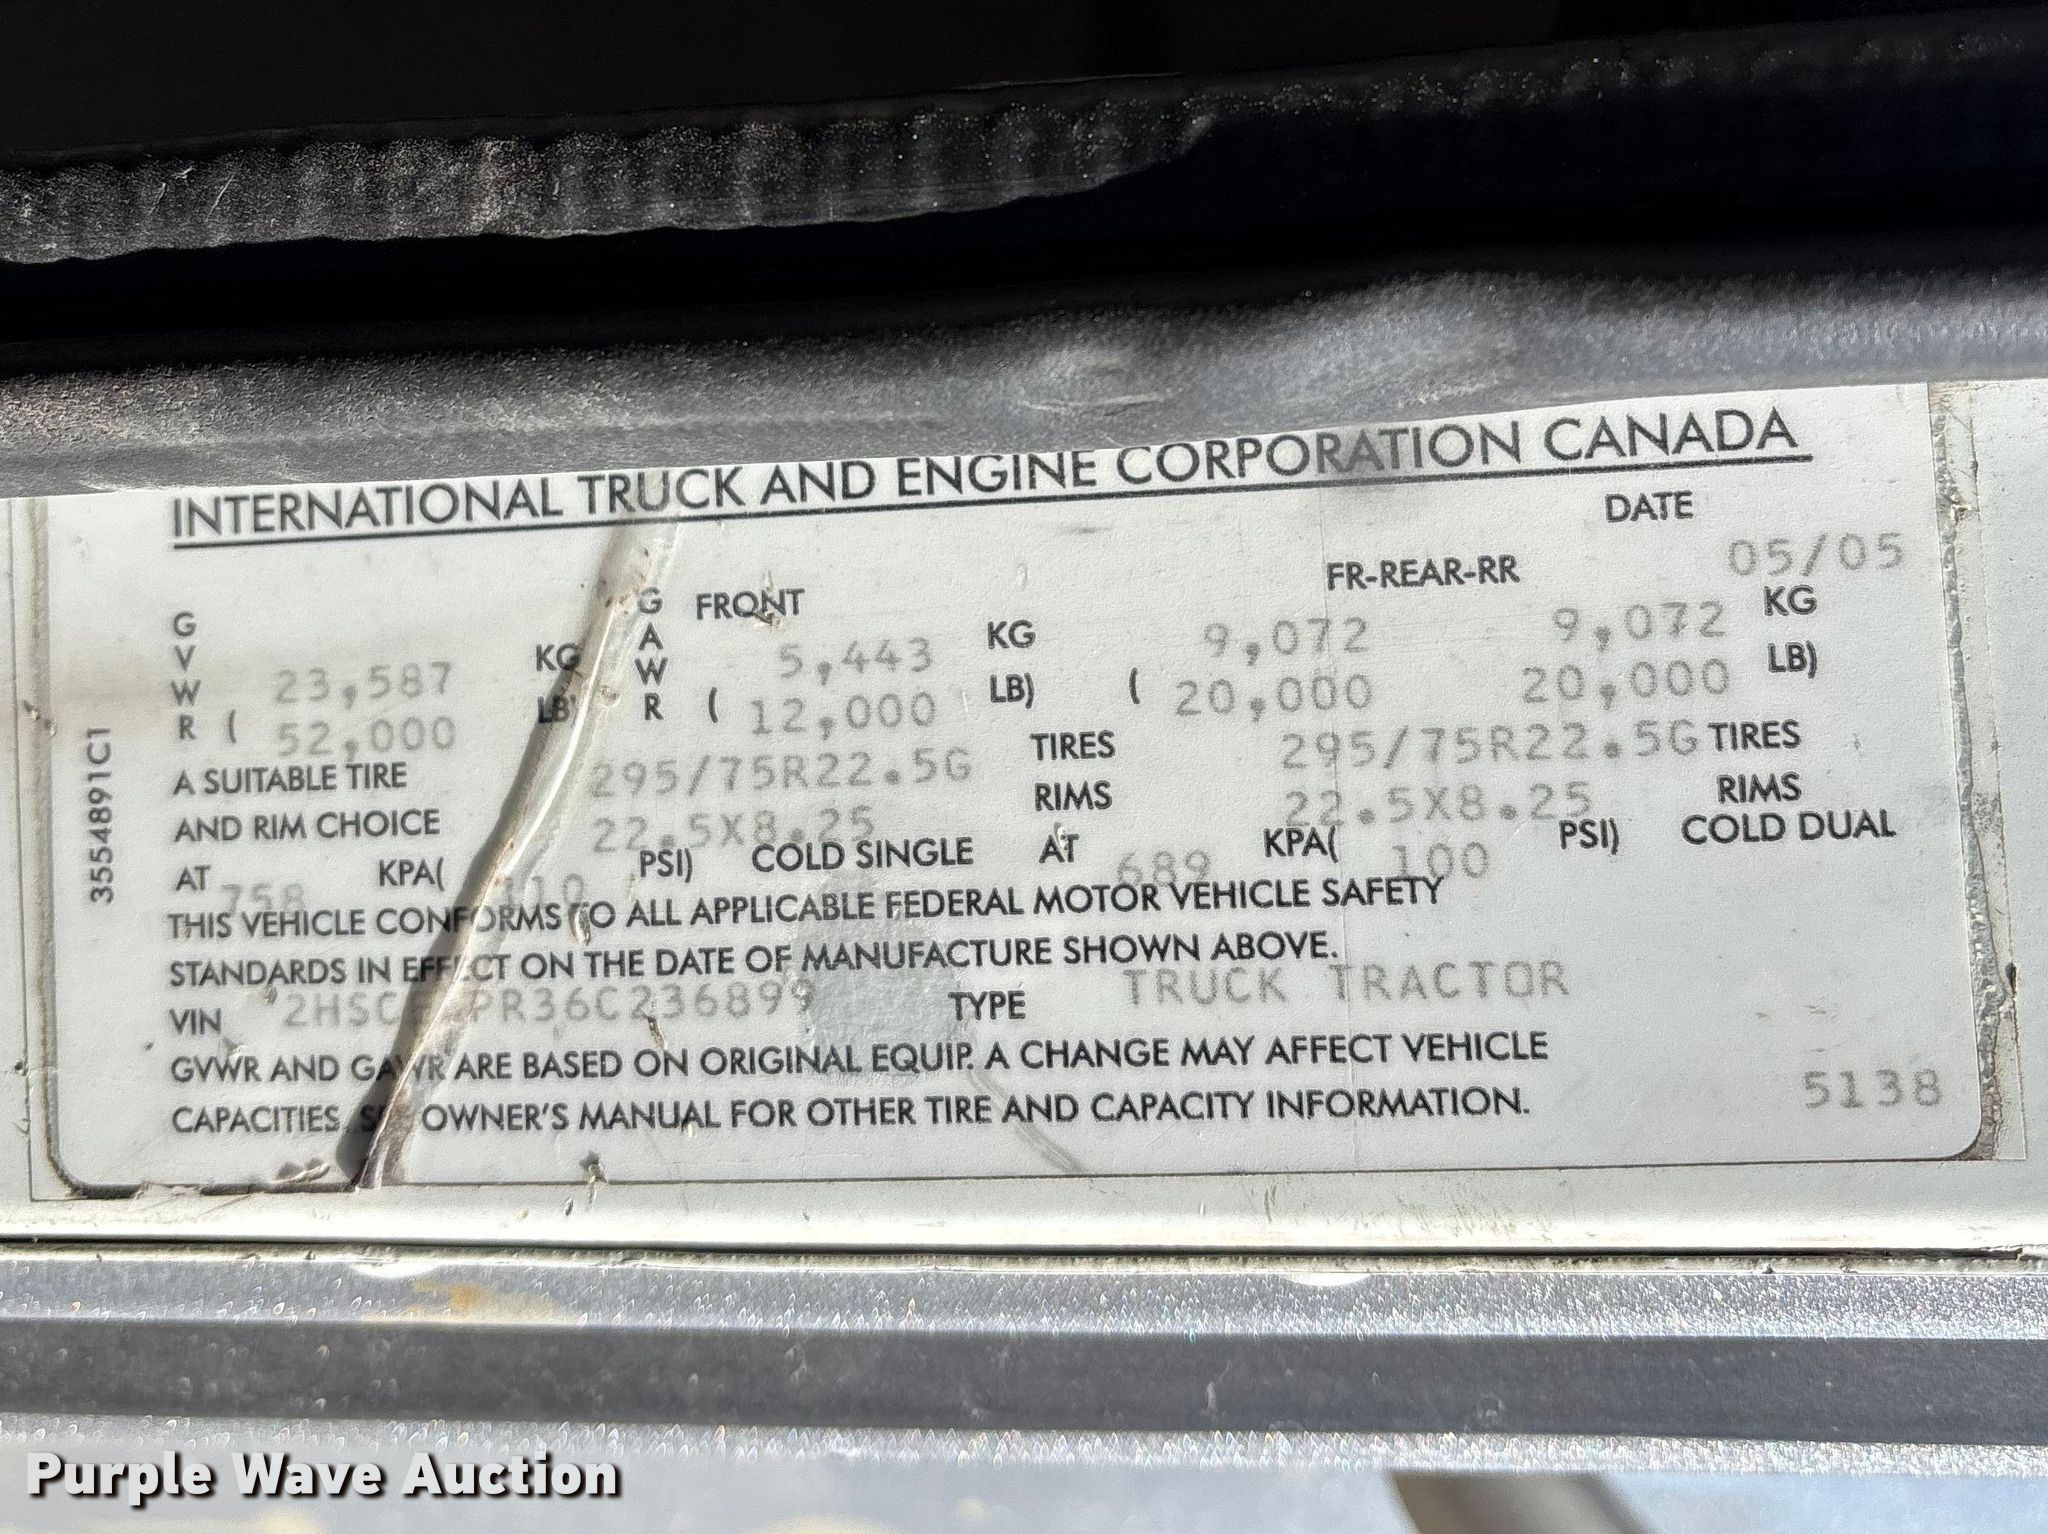 INTERNATIONAL TRUCK AND ENGINE CORPORATION CANADA
DATE
05/05
G FRONT FR-REAR-RR
G V W R A W R
23,587 KG 5,443 KG 9,072 9,072 KG
( 52,000 LB) ( 12,000 LB) ( 20,000 20,000 LB)
A SUITABLE TIRE 295/75R22.5G TIRES 295/75R22.5G TIRES
AND RIM CHOICE 22.5X8.25 RIMS 22.5X8.25 RIMS
AT 758 KPA( 110 PSI) COLD SINGLE AT 689 KPA( 100 PSI) COLD DUAL
THIS VEHICLE CONFORMS TO ALL APPLICABLE FEDERAL MOTOR VEHICLE SAFETY
STANDARDS IN EFFECT ON THE DATE OF MANUFACTURE SHOWN ABOVE.
VIN TYPE TRUCK TRACTOR
GVWR AND GAWR ARE BASED ON ORIGINAL EQUIP. A CHANGE MAY AFFECT VEHICLE
CAPACITIES. SEE OWNER'S MANUAL FOR OTHER TIRE AND CAPACITY INFORMATION.
5138
3554891C1
Purple Wave Auction